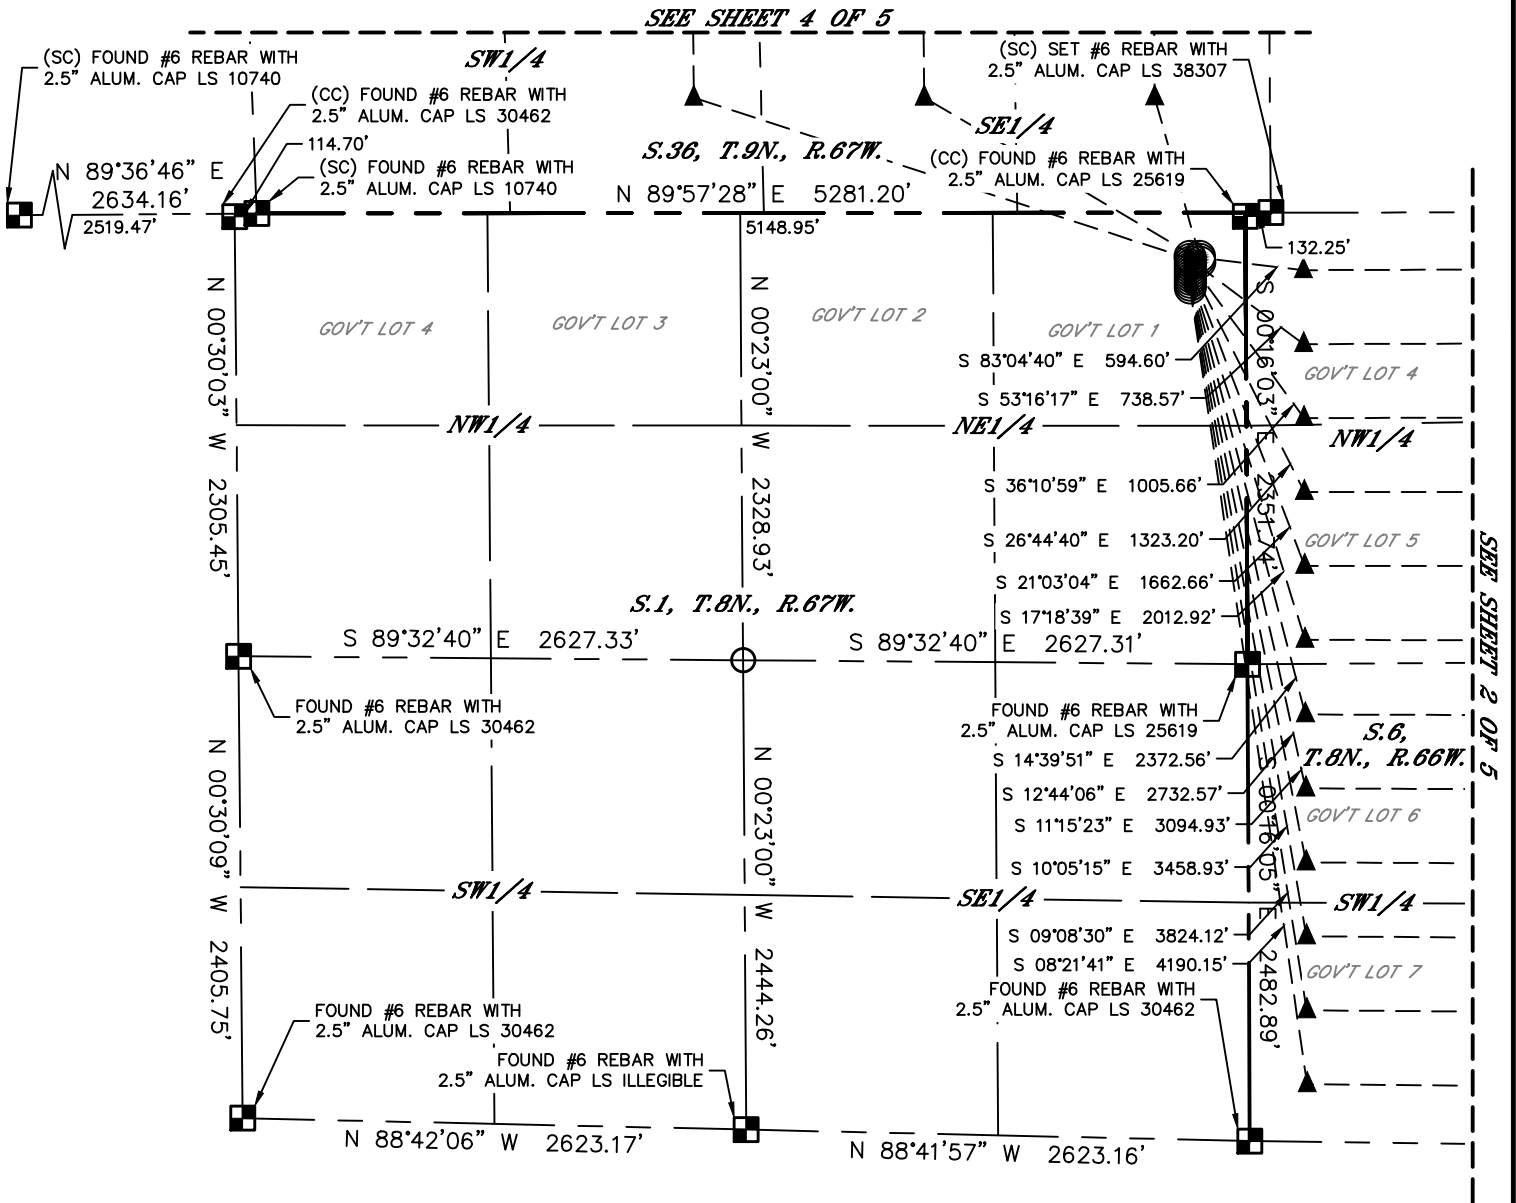 SEE SHEET 4 OF 5
(SC) FOUND #6 REBAR WITH
2.5" ALUM. CAP LS 10740
SW1/4
(SC) SET #6 REBAR WITH
2.5" ALUM. CAP LS 38307
(CC) FOUND #6 REBAR WITH
2.5" ALUM. CAP LS 30462
114.70'
SE1/4
S.36, T.9N., R.67W.
(SC) FOUND #6 REBAR WITH
2.5" ALUM. CAP LS 10740
(CC) FOUND #6 REBAR WITH
2.5" ALUM. CAP LS 25619
N 89°36'46" E
2634.16'
2519.47'
N 89°57'28" E 5281.20'
5148.95'
132.25'
N 00°30'03" W 2305.45'
N 00°23'00" W 2328.93'
S 00°16'03" E 2351.14'
GOV'T LOT 4
GOV'T LOT 3
GOV'T LOT 2
GOV'T LOT 1
S 83°04'40" E 594.60'
GOV'T LOT 4
S 53°16'17" E 738.57'
NW1/4
NE1/4
NW1/4
S 36°10'59" E 1005.66'
S 26°44'40" E 1323.20'
GOV'T LOT 5
S 21°03'04" E 1662.66'
S.1, T.8N., R.67W.
S 17°18'39" E 2012.92'
S 89°32'40" E 2627.33'
S 89°32'40" E 2627.31'
SEE SHEET 2 OF 5
FOUND #6 REBAR WITH
2.5" ALUM. CAP LS 30462
FOUND #6 REBAR WITH
2.5" ALUM. CAP LS 25619
S.6,
T.8N., R.66W.
S 14°39'51" E 2372.56'
N 00°30'09" W 2405.75'
N 00°23'00" W 2444.26'
S 00°16'05" E 2482.89'
S 12°44'06" E 2732.57'
GOV'T LOT 6
S 11°15'23" E 3094.93'
S 10°05'15" E 3458.93'
SW1/4
SE1/4
SW1/4
S 09°08'30" E 3824.12'
S 08°21'41" E 4190.15'
GOV'T LOT 7
FOUND #6 REBAR WITH
2.5" ALUM. CAP LS 30462
FOUND #6 REBAR WITH
2.5" ALUM. CAP LS 30462
FOUND #6 REBAR WITH
2.5" ALUM. CAP LS ILLEGIBLE
N 88°42'06" W 2623.17'
N 88°41'57" W 2623.16'